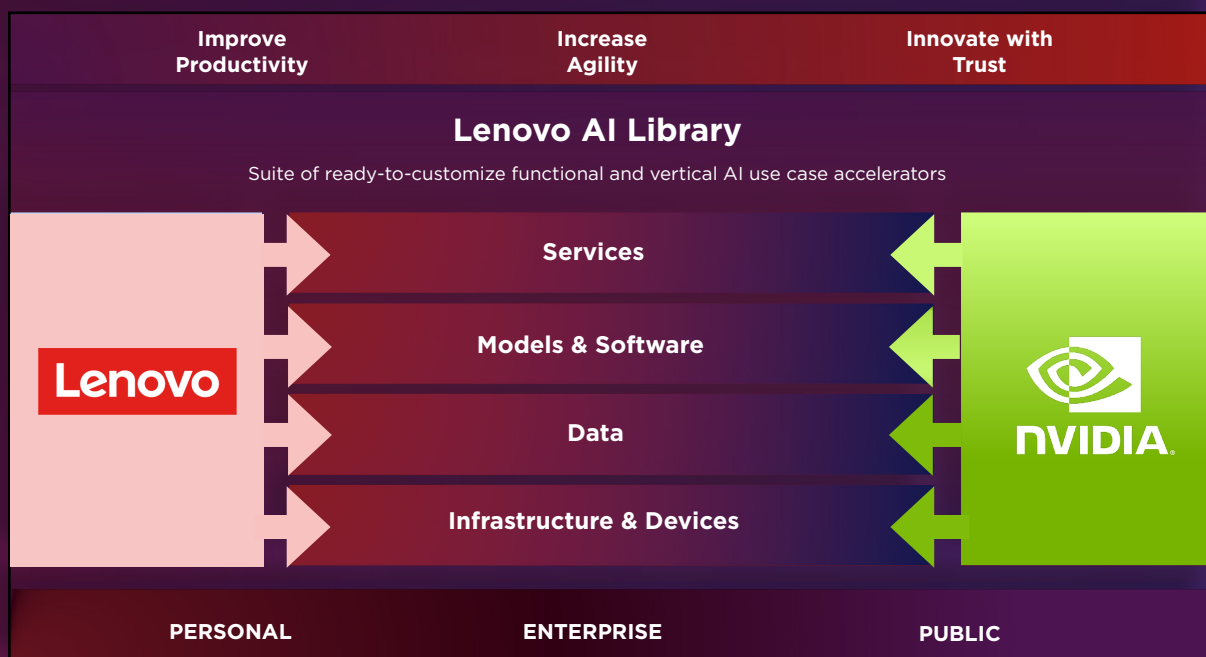 Improve
Productivity
Increase
Agility
Innovate with
Trust
Lenovo AI Library
Suite of ready-to-customize functional and vertical AI use case accelerators
Services
Models & Software
Lenovo
Data
NVIDIA.
Infrastructure & Devices
PERSONAL
ENTERPRISE
PUBLIC